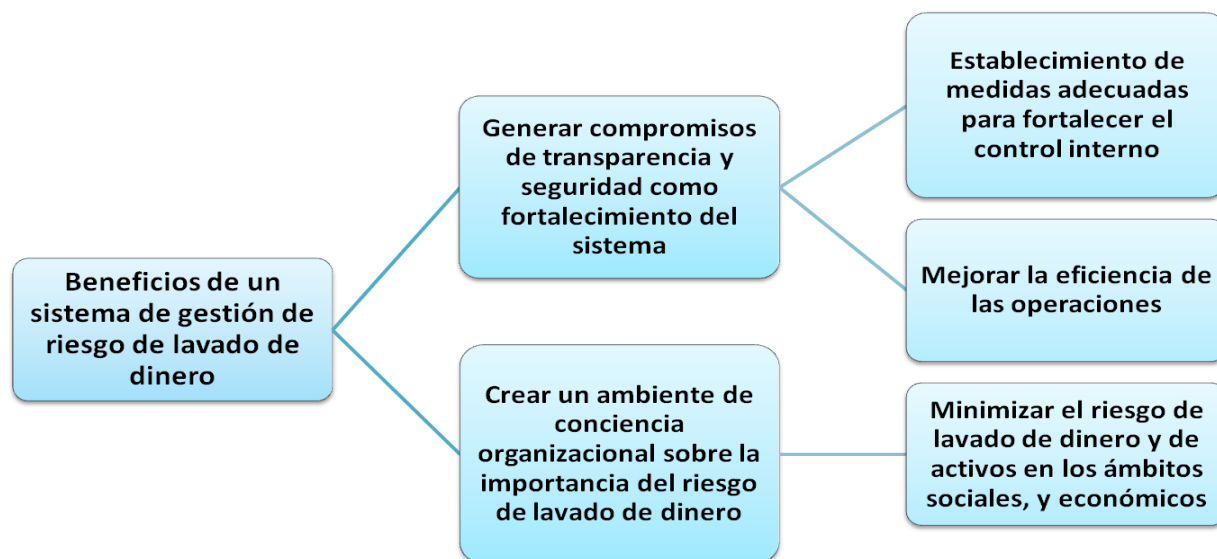 Beneficios de un
sistema de gestión de
riesgo de lavado de
dinero
Generar compromisos
de transparencia y
seguridad como
fortalecimiento del
sistema
Establecimiento de
medidas adecuadas
para fortalecer el
control interno
Mejorar la eficiencia de
las operaciones
Crear un ambiente de
conciencia
organizacional sobre la
importancia del riesgo
de lavado de dinero
Minimizar el riesgo de
lavado de dinero y de
activos en los ámbitos
sociales, y económicos